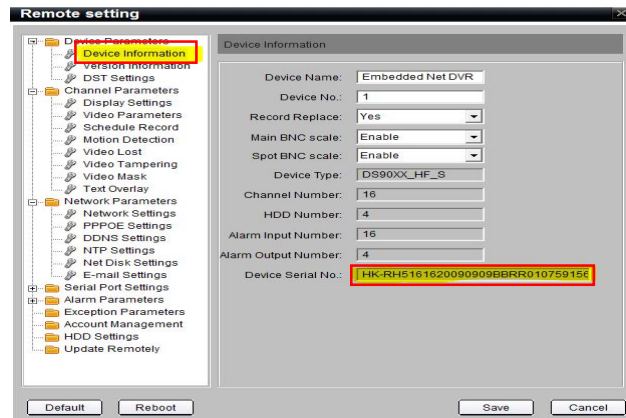 Remote setting
Device Parameters
Device Information
Version Information
DST Settings
Channel Parameters
Display Settings
Video Parameters
Schedule Record
Motion Detection
Video Lost
Video Tampering
Video Mask
Text Overlay
Network Parameters
Network Settings
PPPOE Settings
DDNS Settings
NTP Settings
Net Disk Settings
E-mail Settings
Serial Port Settings
Alarm Parameters
Exception Parameters
Account Management
HDD Settings
Update Remotely
Device Information
Device Name: Embedded Net DVR
Device No.: 1
Record Replace: Yes
Main BNC scale: Enable
Spot BNC scale: Enable
Device Type: DS90XX_HF_S
Channel Number: 16
HDD Number: 4
Alarm Input Number: 16
Alarm Output Number: 4
Device Serial No.: HK-RH5161620090909BBRR010759156
Default Reboot Save Cancel